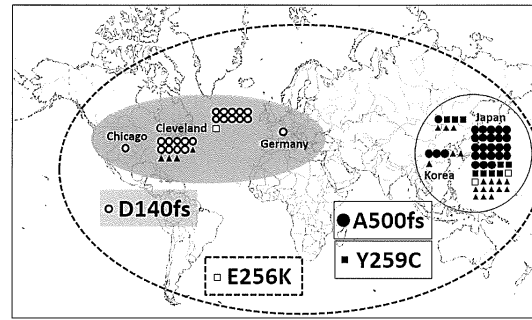 Japan
Chicago
Cleveland
Germany
Korea
D140fs
A500fs
Y259C
E256K